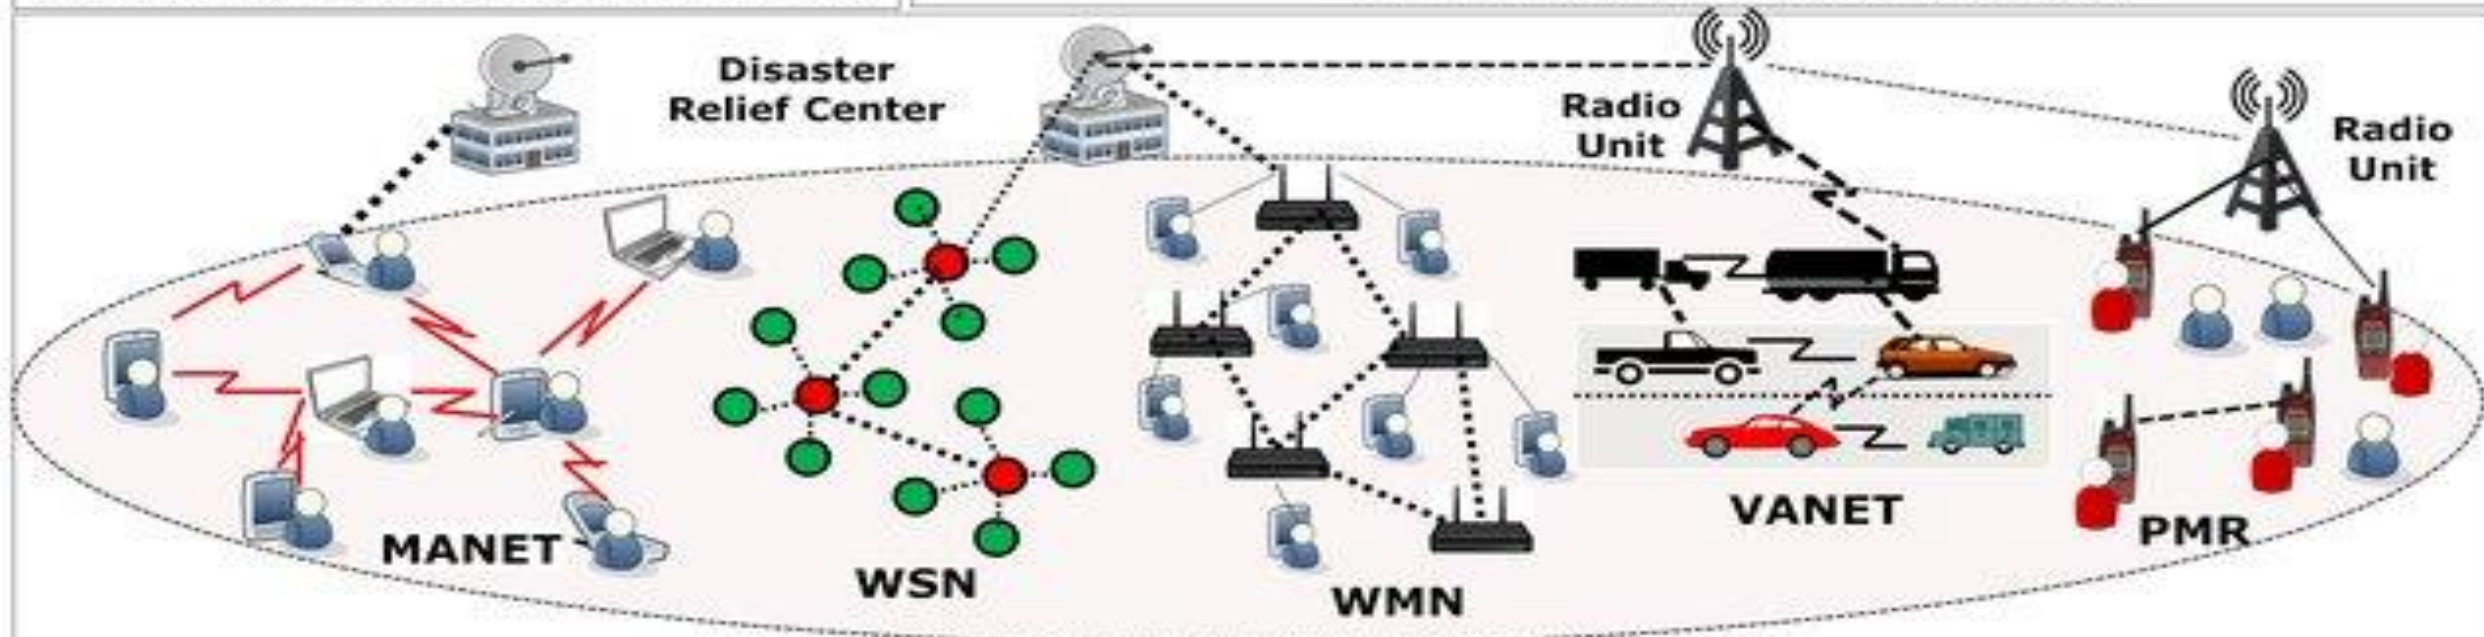 Disaster
Relief Center
Radio
Unit
Radio
Unit
MANET
WSN
WMN
VANET
PMR